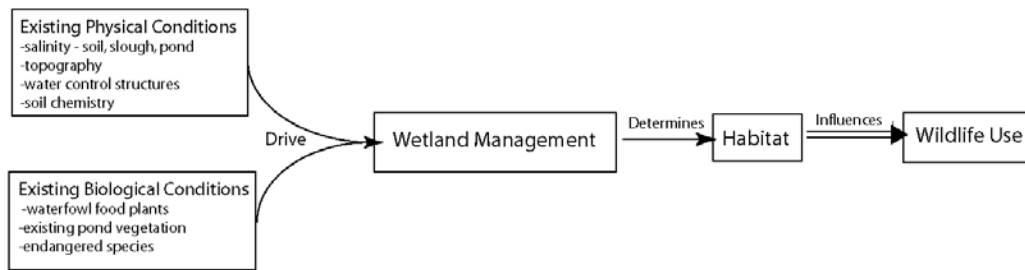 Existing Physical Conditions
-salinity - soil, slough, pond
-topography
-water control structures
-soil chemistry
Drive
Existing Biological Conditions
-waterfowl food plants
-existing pond vegetation
-endangered species
Wetland Management
Determines
Habitat
Influences
Wildlife Use